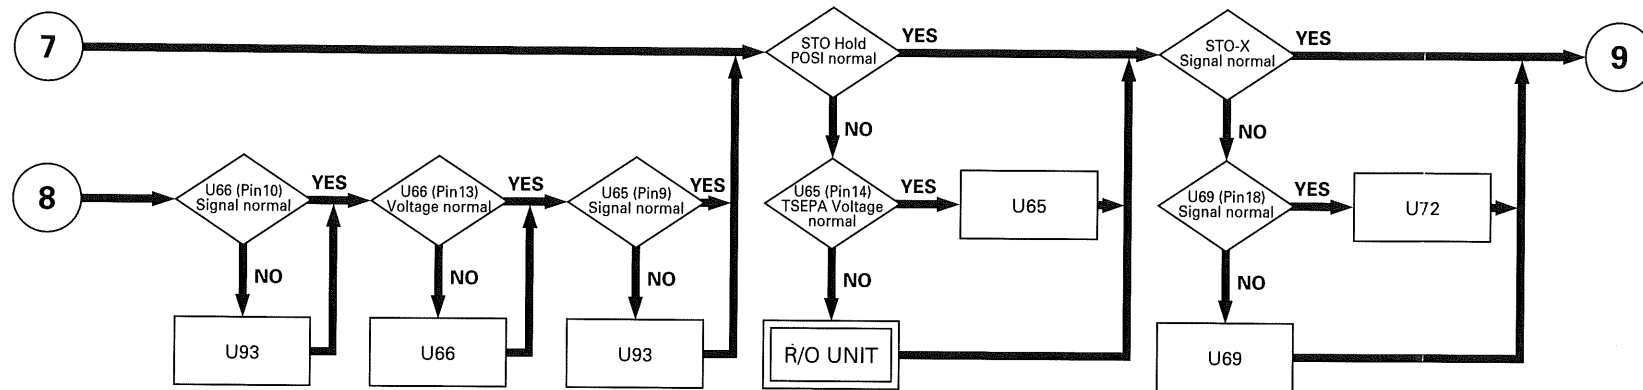 7
STO Hold
POSI normal
YES
STO-X
Signal normal
YES
9
NO
NO
8
U66 (Pin10)
Signal normal
YES
U66 (Pin13)
Voltage normal
YES
U65 (Pin9)
Signal normal
YES
U65 (Pin14)
TSEPA Voltage
normal
YES
U65
U69 (Pin18)
Signal normal
YES
U72
NO
NO
NO
NO
NO
U93
U66
U93
R/O UNIT
U69